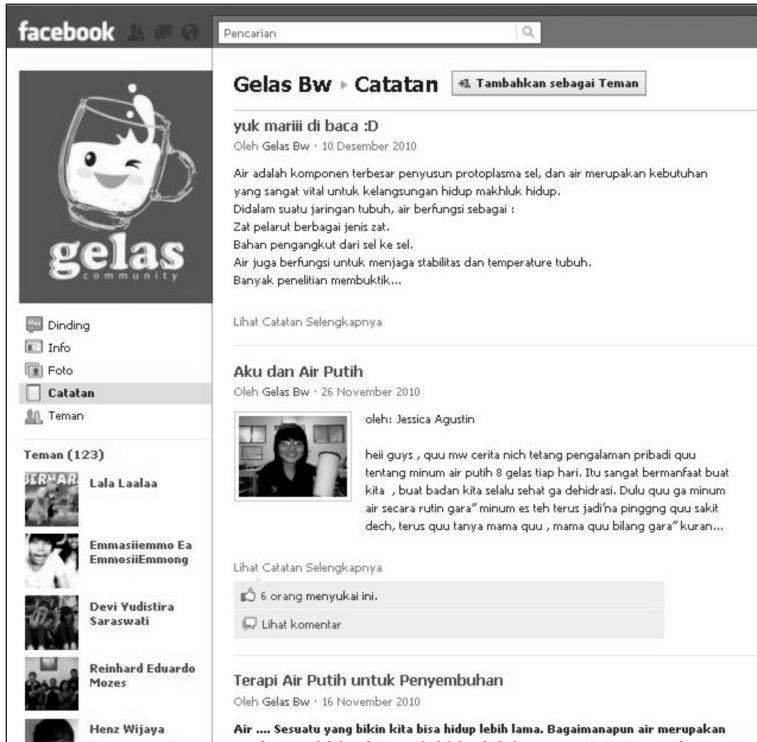 facebook
Pencarian
Gelas Bw ▸ Catatan
+1 Tambahkan sebagai Teman
gelas
community
Dinding
Info
Foto
Catatan
Teman
Teman (123)
Lala Laalaa
Emmasiiemmo Ea
EmmosiiEmmong
Devi Yudistira
Saraswati
Reinhard Eduardo
Mozes
Henz Wijaya
yuk mariii di baca :D
Oleh Gelas Bw · 10 Desember 2010
Air adalah komponen terbesar penyusun protoplasma sel, dan air merupakan kebutuhan
yang sangat vital untuk kelangsungan hidup makhluk hidup.
Didalam suatu jaringan tubuh, air berfungsi sebagai :
Zat pelarut berbagai jenis zat.
Bahan pengangkut dari sel ke sel.
Air juga berfungsi untuk menjaga stabilitas dan temperature tubuh.
Banyak penelitian membuktik...
Lihat Catatan Selengkapnya
Aku dan Air Putih
Oleh Gelas Bw · 26 November 2010
oleh: Jessica Agustin
heii guys , quu mw cerita nich tetang pengalaman pribadi quu
tentang minum air putih 8 gelas tiap hari. Itu sangat bermanfaat buat
kita , buat badan kita selalu sehat ga dehidrasi. Dulu quu ga minum
air secara rutin gara" minum es teh terus jadi'na pinggng quu sakit
dech, terus quu tanya mama quu , mama quu bilang gara" kuran...
Lihat Catatan Selengkapnya
6 orang menyukai ini.
Lihat komentar
Terapi Air Putih untuk Penyembuhan
Oleh Gelas Bw · 16 November 2010
Air .... Sesuatu yang bikin kita bisa hidup lebih lama. Bagaimanapun air merupakan